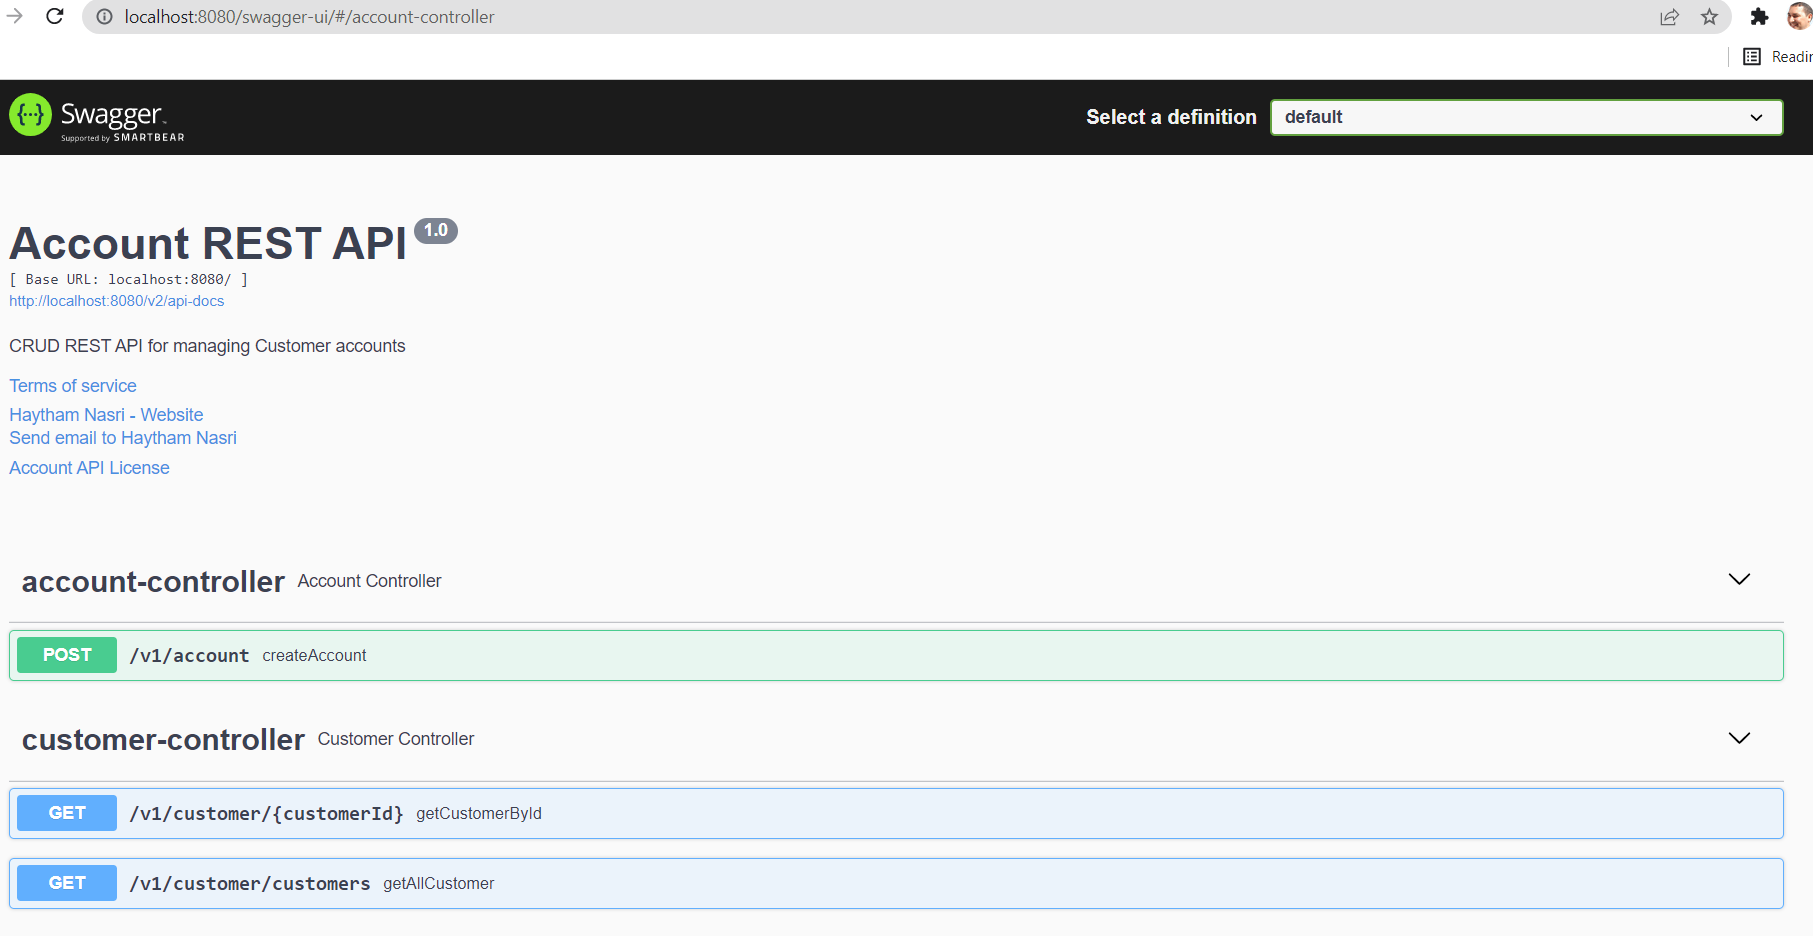 localhost:8080/swagger-ui/#/account-controller
Readin
Swagger
Supported by SMARTBEAR
Select a definition
default
Account REST API 1.0
[ Base URL: localhost:8080/ ]
http://localhost:8080/v2/api-docs
CRUD REST API for managing Customer accounts
Terms of service
Haytham Nasri - Website
Send email to Haytham Nasri
Account API License
account-controller Account Controller
POST /v1/account createAccount
customer-controller Customer Controller
GET /v1/customer/{customerId} getCustomerById
GET /v1/customer/customers getAllCustomer